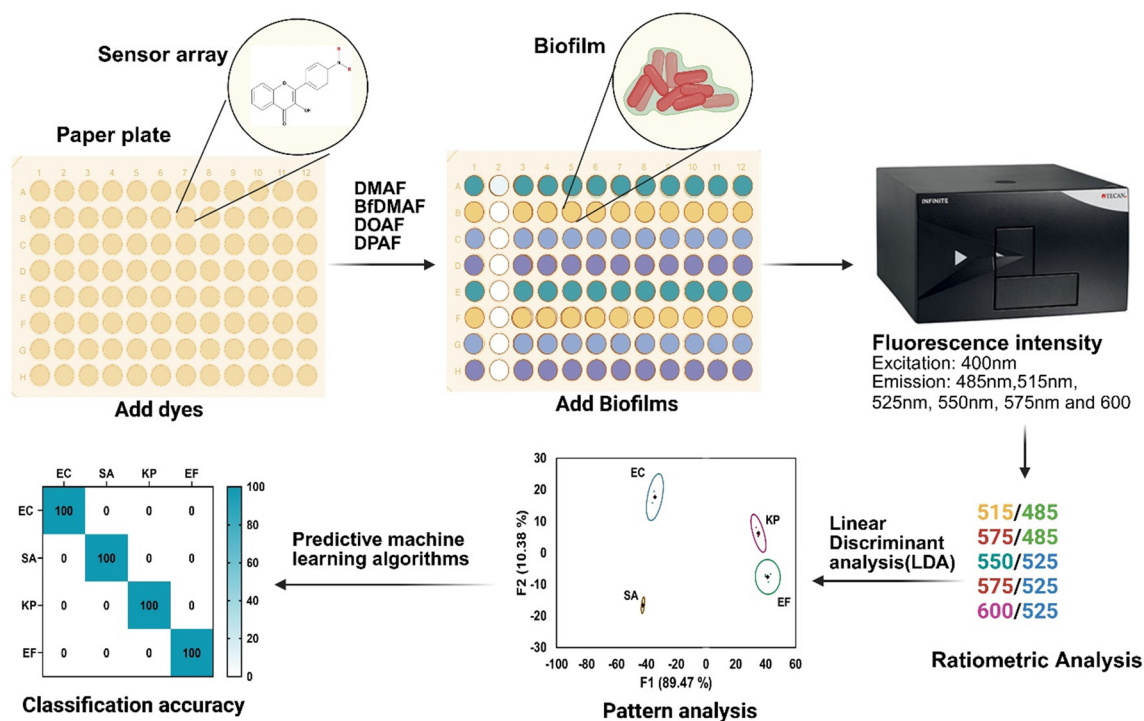 Sensor array
R
N
R
O
OH
O
Paper plate
1 2 3 4 5 6 7 8 9 10 11 12
A
B
C
D
E
F
G
H
Add dyes
DMAF
BfDMAF
DOAF
DPAF
Biofilm
1 2 3 4 5 6 7 8 9 10 11 12
A
B
C
D
E
F
G
H
Add Biofilms
INFINITE
TECAN
Fluorescence intensity
Excitation: 400nm
Emission: 485nm,515nm,
525nm, 550nm, 575nm and 600
515/485
575/485
550/525
575/525
600/525
Ratiometric Analysis
Linear
Discriminant
analysis(LDA)
F2 (10.38 %)
30
20
10
0
-10
-20
-30
EC
KP
SA
EF
-100 -80 -60 -40 -20 0 20 40 60
F1 (89.47 %)
Pattern analysis
Predictive machine
learning algorithms
EC SA KP EF
EC 100 0 0 0
SA 0 100 0 0
KP 0 0 100 0
EF 0 0 0 100
100
80
60
40
20
0
Classification accuracy